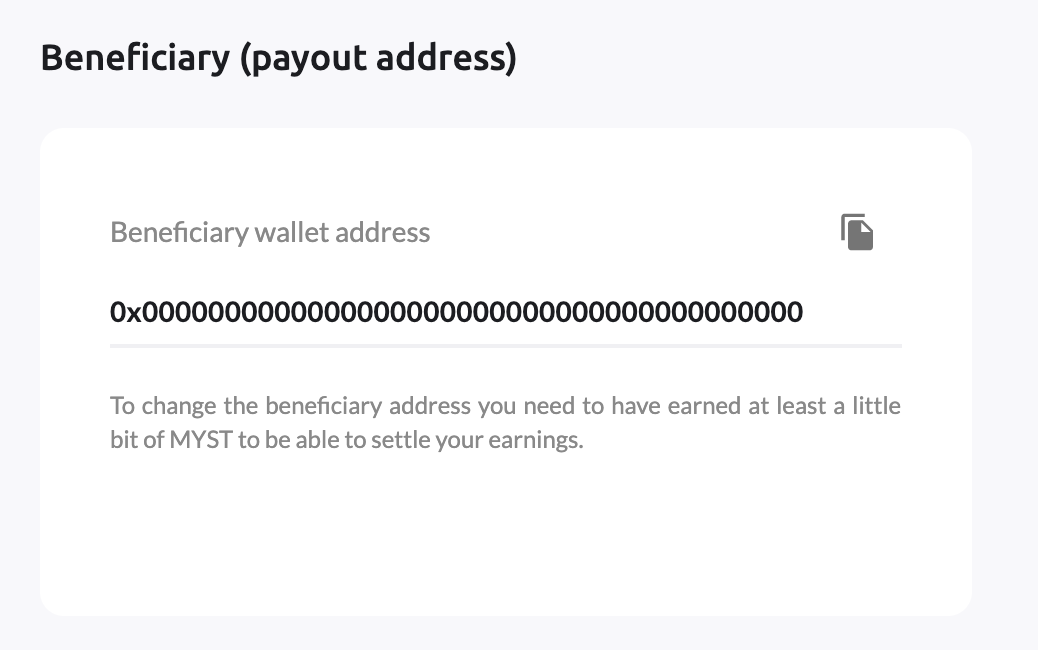 Beneficiary (payout address)
Beneficiary wallet address
0x0000000000000000000000000000000000000000
To change the beneficiary address you need to have earned at least a little
bit of MYST to be able to settle your earnings.